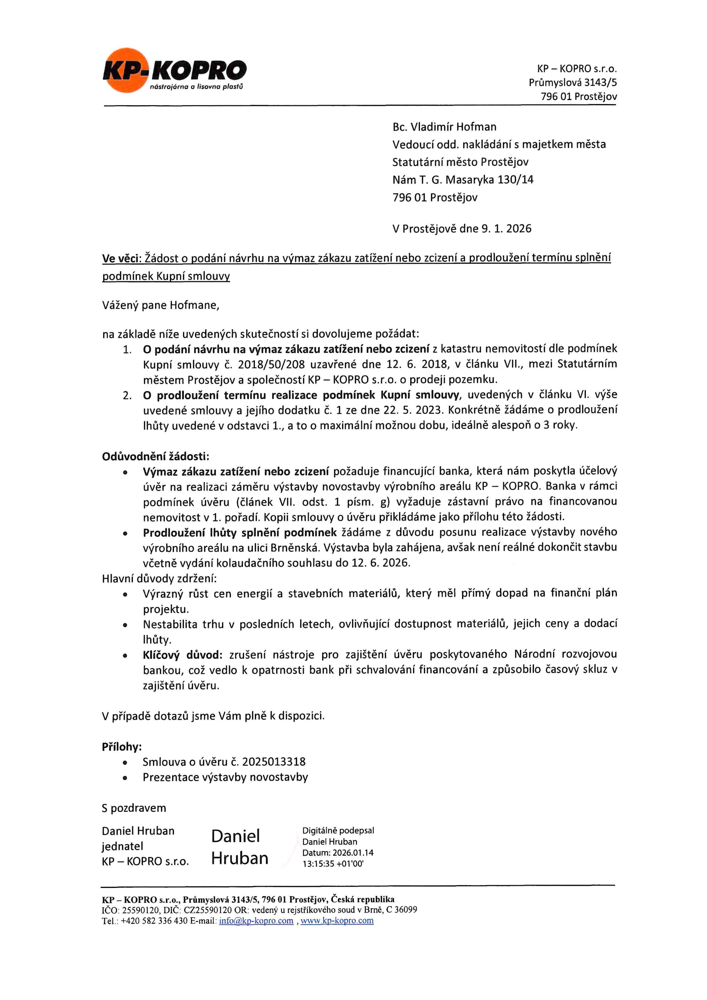 KP-KOPRO
nástrojárna a lisovna plastů
KP – KOPRO s.r.o.
Průmyslová 3143/5
796 01 Prostějov
Bc. Vladimír Hofman
Vedoucí odd. nakládání s majetkem města
Statutární město Prostějov
Nám T. G. Masaryka 130/14
796 01 Prostějov
V Prostějově dne 9. 1. 2026
Ve věci: Žádost o podání návrhu na výmaz zákazu zatížení nebo zcizení a prodloužení termínu splnění
podmínek Kupní smlouvy
Vážený pane Hofmane,
na základě níže uvedených skutečností si dovolujeme požádat:
1. O podání návrhu na výmaz zákazu zatížení nebo zcizení z katastru nemovitostí dle podmínek
Kupní smlouvy č. 2018/50/208 uzavřené dne 12. 6. 2018, v článku VII., mezi Statutárním
městem Prostějov a společností KP – KOPRO s.r.o. o prodeji pozemku.
2. O prodloužení termínu realizace podmínek Kupní smlouvy, uvedených v článku VI. výše
uvedené smlouvy a jejího dodatku č. 1 ze dne 22. 5. 2023. Konkrétně žádáme o prodloužení
lhůty uvedené v odstavci 1., a to o maximální možnou dobu, ideálně alespoň o 3 roky.
Odůvodnění žádosti:
• Výmaz zákazu zatížení nebo zcizení požaduje financující banka, která nám poskytla účelový
úvěr na realizaci záměru výstavby novostavby výrobního areálu KP – KOPRO. Banka v rámci
podmínek úvěru (článek VII. odst. 1 písm. g) vyžaduje zástavní právo na financovanou
nemovitost v 1. pořadí. Kopii smlouvy o úvěru přikládáme jako přílohu této žádosti.
• Prodloužení lhůty splnění podmínek žádáme z důvodu posunu realizace výstavby nového
výrobního areálu na ulici Brněnská. Výstavba byla zahájena, avšak není reálné dokončit stavbu
včetně vydání kolaudačního souhlasu do 12. 6. 2026.
Hlavní důvody zdržení:
• Výrazný růst cen energií a stavebních materiálů, který měl přímý dopad na finanční plán
projektu.
• Nestabilita trhu v posledních letech, ovlivňující dostupnost materiálů, jejich ceny a dodací
lhůty.
• Klíčový důvod: zrušení nástroje pro zajištění úvěru poskytovaného Národní rozvojovou
bankou, což vedlo k opatrnosti bank při schvalování financování a způsobilo časový skluz v
zajištění úvěru.
V případě dotazů jsme Vám plně k dispozici.
Přílohy:
• Smlouva o úvěru č. 2025013318
• Prezentace výstavby novostavby
S pozdravem
Daniel Hruban
jednatel
KP – KOPRO s.r.o.
Daniel
Hruban
Digitálně podepsal
Daniel Hruban
Datum: 2026.01.14
13:15:35 +01'00'
KP – KOPRO s.r.o., Průmyslová 3143/5, 796 01 Prostějov, Česká republika
IČO: 25590120, DIČ: CZ25590120 OR: vedený u rejstříkového soud v Brně, C 36099
Tel.: +420 582 336 430 E-mail: info@kp-kopro.com , www.kp-kopro.com